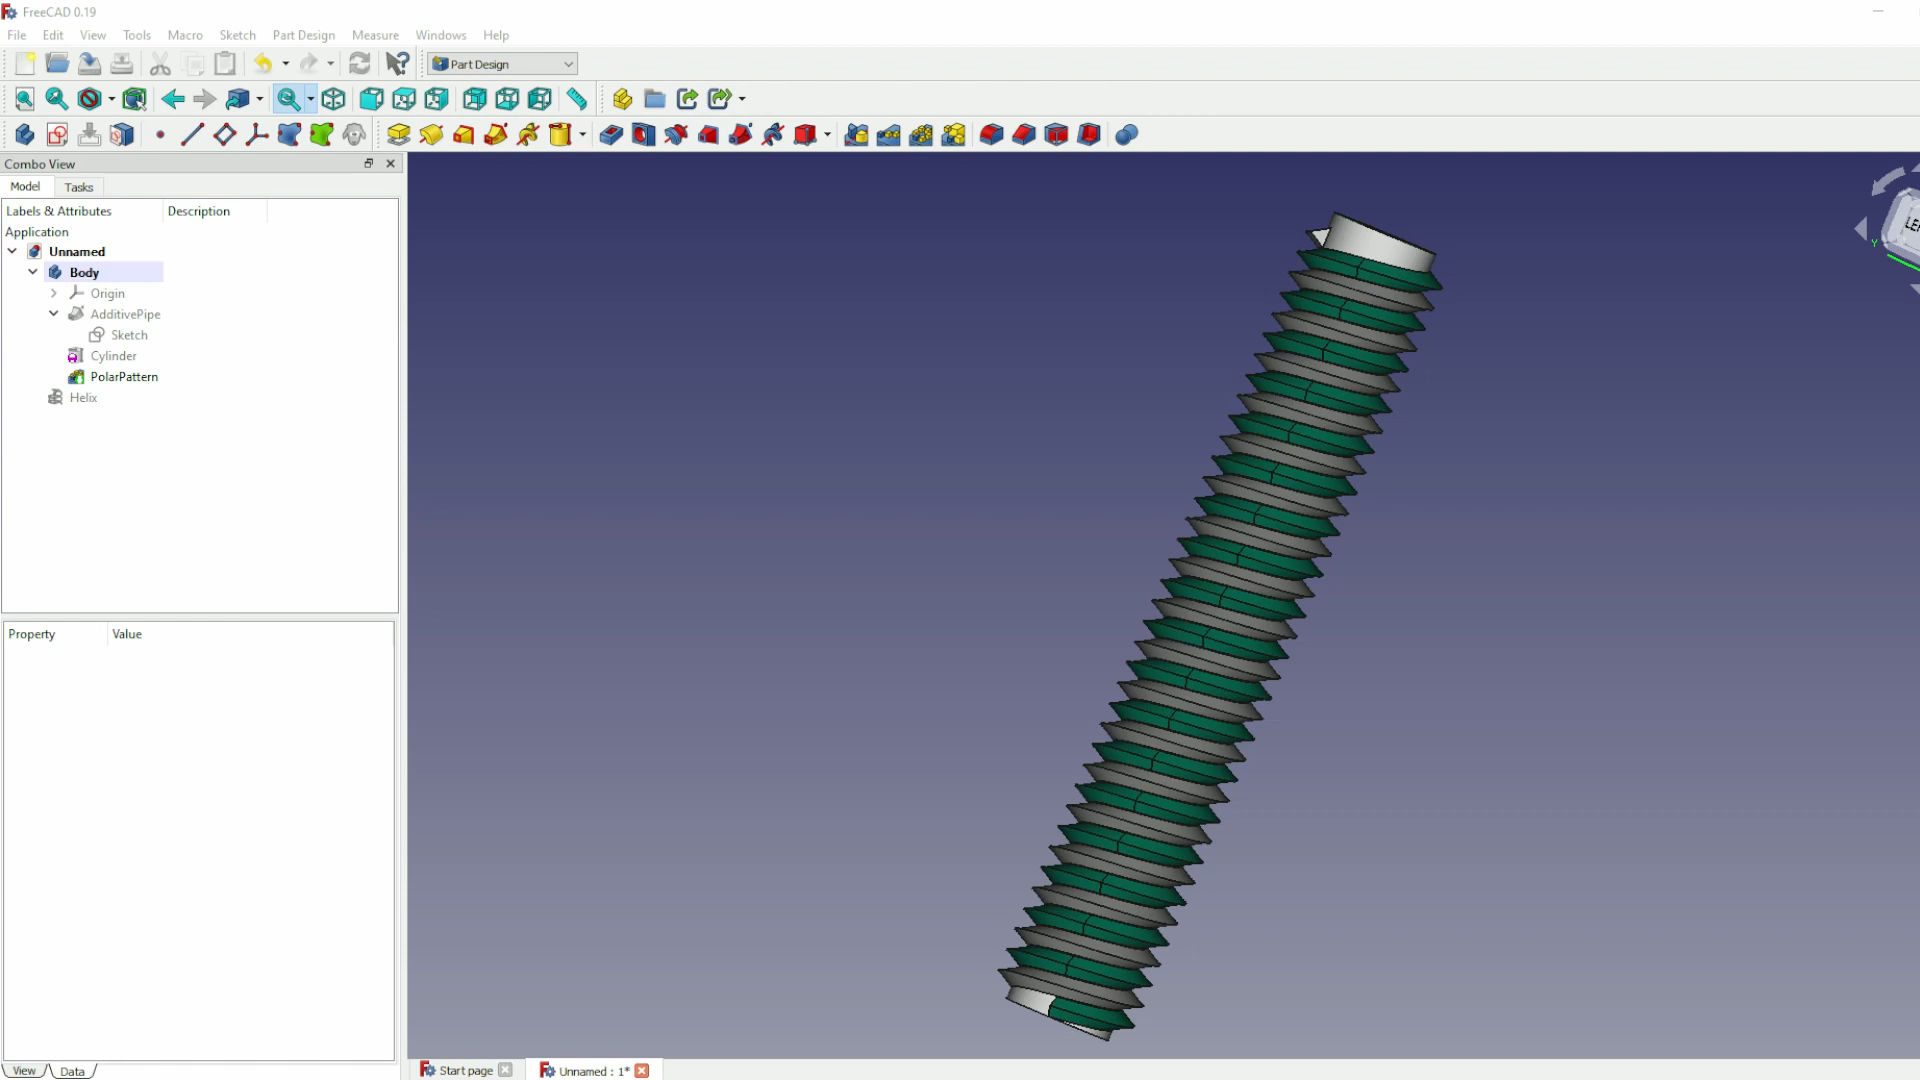 FreeCAD 0.19
File Edit View Tools Macro Sketch Part Design Measure Windows Help
Part Design
Combo View
Model Tasks
Labels & Attributes Description
Application
Unnamed
Body
Origin
AdditivePipe
Sketch
Cylinder
PolarPattern
Helix
Property Value
View Data
Start page Unnamed : 1*
Y